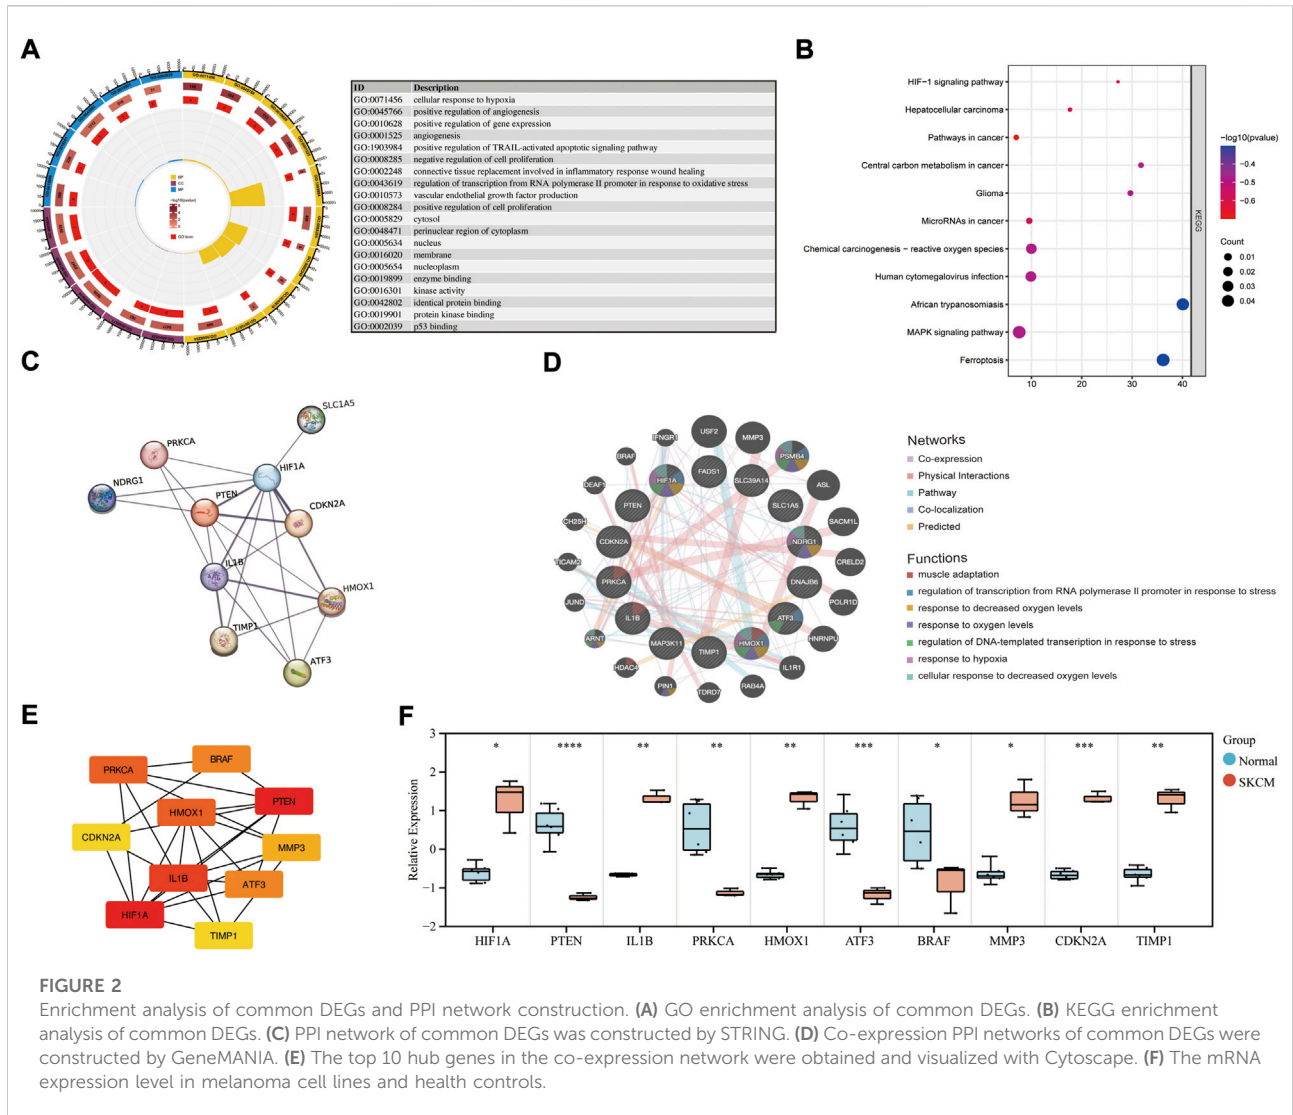 A
ID Description
GO:0071456 cellular response to hypoxia
GO:0045766 positive regulation of angiogenesis
GO:0010628 positive regulation of gene expression
GO:0001525 angiogenesis
GO:1903984 positive regulation of TRAIL-activated apoptotic signaling pathway
GO:0008285 negative regulation of cell proliferation
GO:0002248 connective tissue replacement involved in inflammatory response wound healing
GO:0043619 regulation of transcription from RNA polymerase II promoter in response to oxidative stress
GO:0010573 vascular endothelial growth factor production
GO:0008284 positive regulation of cell proliferation
GO:0005829 cytosol
GO:0048471 perinuclear region of cytoplasm
GO:0005634 nucleus
GO:0016020 membrane
GO:0005654 nucleoplasm
GO:0019899 enzyme binding
GO:0016301 kinase activity
GO:0042802 identical protein binding
GO:0019901 protein kinase binding
GO:0002039 p53 binding
BP
CC
MF
-log10(pvalue)
GO term
B
HIF-1 signaling pathway
Hepatocellular carcinoma
Pathways in cancer
Central carbon metabolism in cancer
Glioma
MicroRNAs in cancer
Chemical carcinogenesis − reactive oxygen species
Human cytomegalovirus infection
African trypanosomiasis
MAPK signaling pathway
Ferroptosis
10 20 30 40
KEGG
−log10(pvalue)
−0.4
−0.5
−0.6
Count
0.01
0.02
0.03
0.04
C
SLC1A5
PRKCA
HIF1A
NDRG1
PTEN
CDKN2A
IL1B
HMOX1
TIMP1
ATF3
D
USF2
IFNGR1
MMP3
BRAF
PSMB4
FADS1
HIF1A
SLC39A14
DEAF1
ASL
PTEN
SLC1A5
CH25H
SACM1L
CDKN2A
NDRG1
TICAM2
CRELD2
PRKCA
DNAJB6
JUND
POLR1D
IL1B
ATF3
ARNT
HNRNPU
MAP3K11
TIMP1
HMOX1
HDAC4
IL1R1
PIN1
TDRD7
RAB4A
Networks
Co-expression
Physical Interactions
Pathway
Co-localization
Predicted
Functions
muscle adaptation
regulation of transcription from RNA polymerase II promoter in response to stress
response to decreased oxygen levels
response to oxygen levels
regulation of DNA-templated transcription in response to stress
response to hypoxia
cellular response to decreased oxygen levels
E
BRAF
PRKCA
PTEN
HMOX1
CDKN2A
MMP3
IL1B
ATF3
HIF1A
TIMP1
F
Relative Expression
3
2
1
0
−1
−2
* **** ** ** ** *** * * *** **
HIF1A PTEN IL1B PRKCA HMOX1 ATF3 BRAF MMP3 CDKN2A TIMP1
Group
Normal
SKCM
FIGURE 2
Enrichment analysis of common DEGs and PPI network construction. (A) GO enrichment analysis of common DEGs. (B) KEGG enrichment
analysis of common DEGs. (C) PPI network of common DEGs was constructed by STRING. (D) Co-expression PPI networks of common DEGs were
constructed by GeneMANIA. (E) The top 10 hub genes in the co-expression network were obtained and visualized with Cytoscape. (F) The mRNA
expression level in melanoma cell lines and health controls.